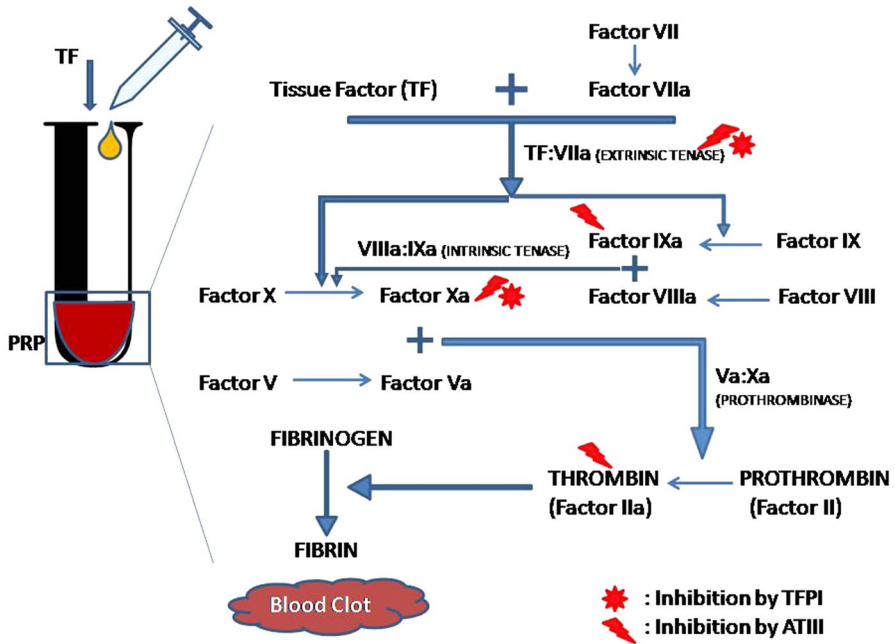 Factor VII
TF
Tissue Factor (TF)
+
Factor VIIa
TF:VIIa (EXTRINSIC TENASE)
VIIIa:IXa (INTRINSIC TENASE)
Factor IXa
Factor IX
+
Factor X
Factor Xa
Factor VIIIa
Factor VIII
PRP
+
Factor V
Factor Va
Va:Xa
(PROTHROMBINASE)
FIBRINOGEN
THROMBIN
(Factor IIa)
PROTHROMBIN
(Factor II)
FIBRIN
Blood Clot
: Inhibition by TFPI
: Inhibition by ATIII